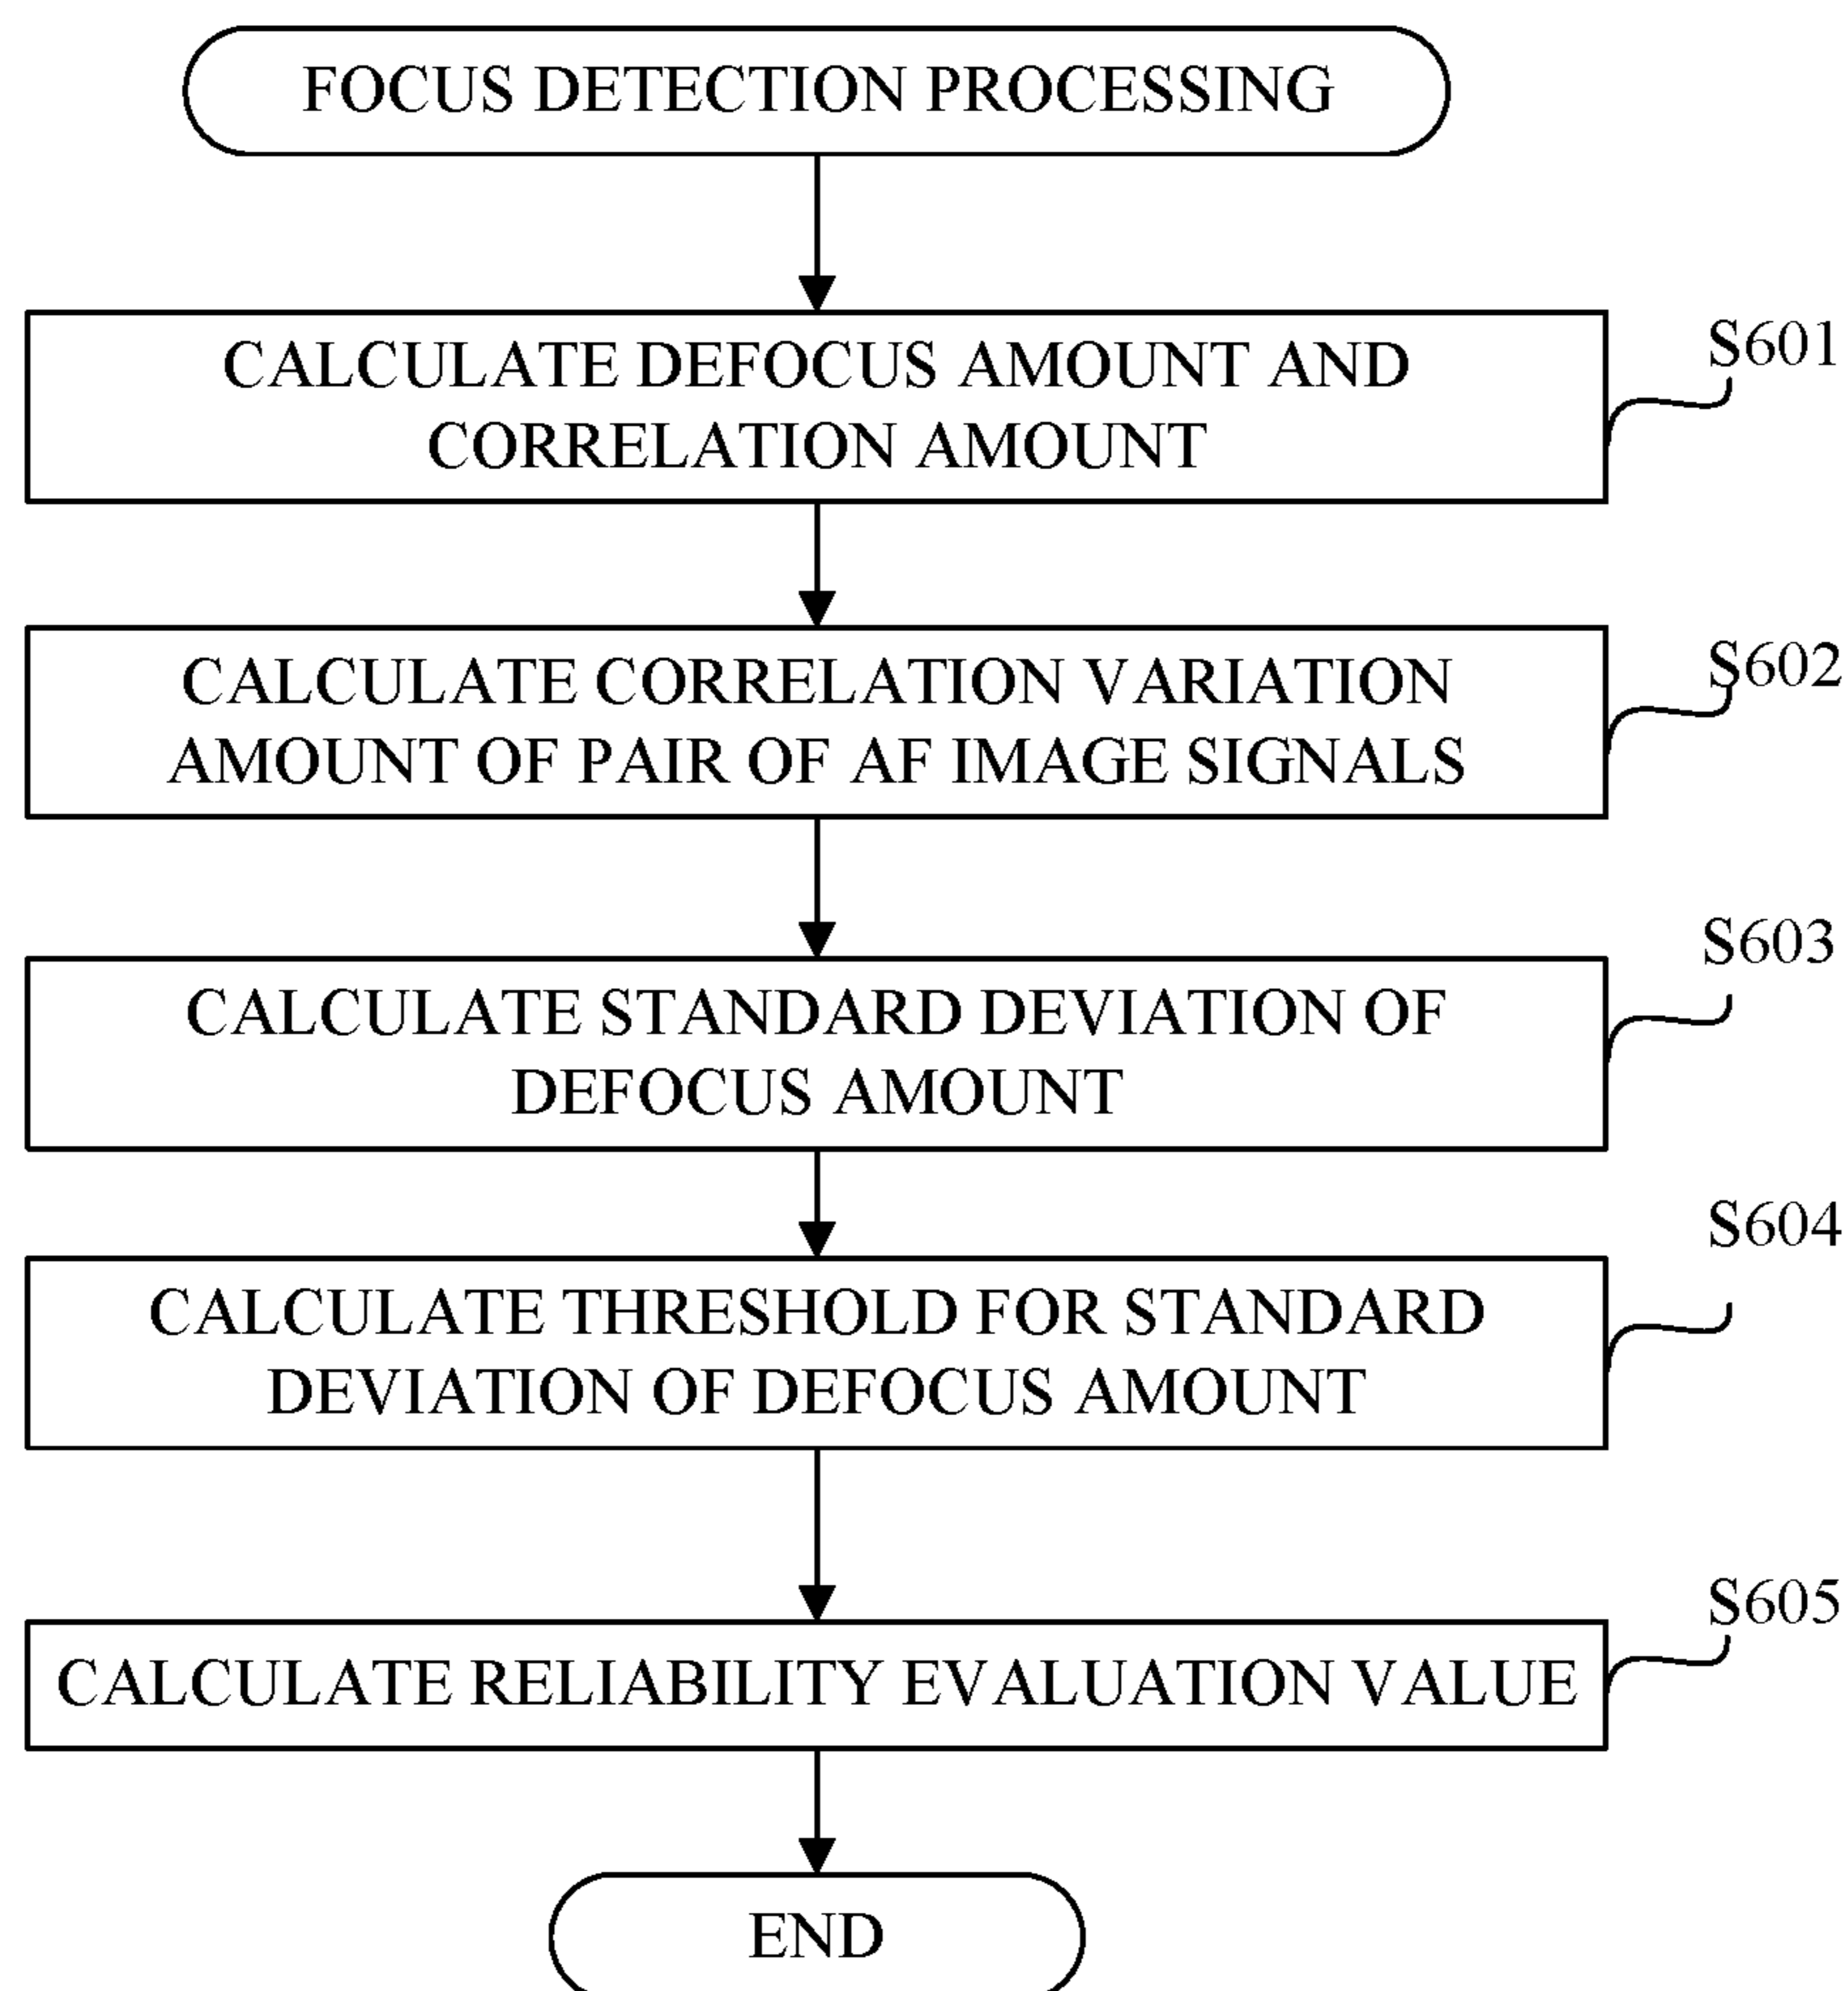 FOCUS DETECTION PROCESSING
CALCULATE DEFOCUS AMOUNT AND
CORRELATION AMOUNT
S601
CALCULATE CORRELATION VARIATION
AMOUNT OF PAIR OF AF IMAGE SIGNALS
S602
CALCULATE STANDARD DEVIATION OF
DEFOCUS AMOUNT
S603
CALCULATE THRESHOLD FOR STANDARD
DEVIATION OF DEFOCUS AMOUNT
S604
CALCULATE RELIABILITY EVALUATION VALUE
S605
END